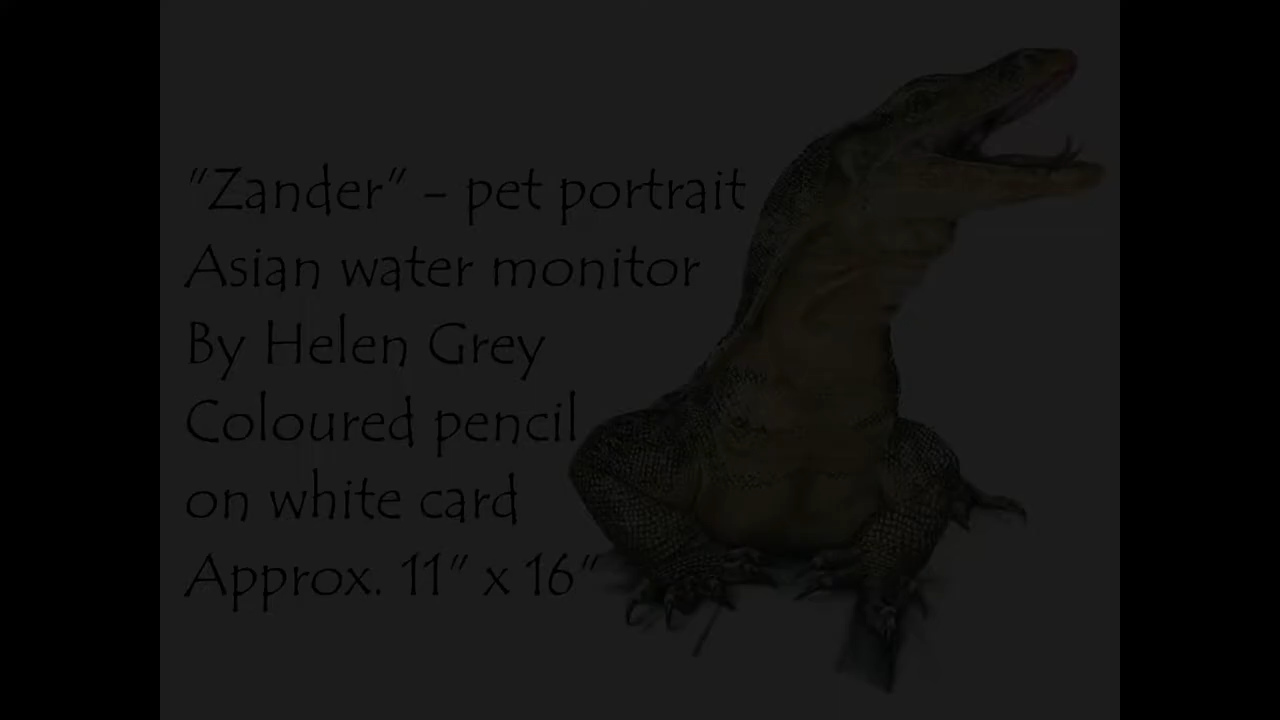 "Zander" - pet portrait
Asian water monitor
By Helen Grey
Coloured pencil
on white card
Approx. 11" x 16"